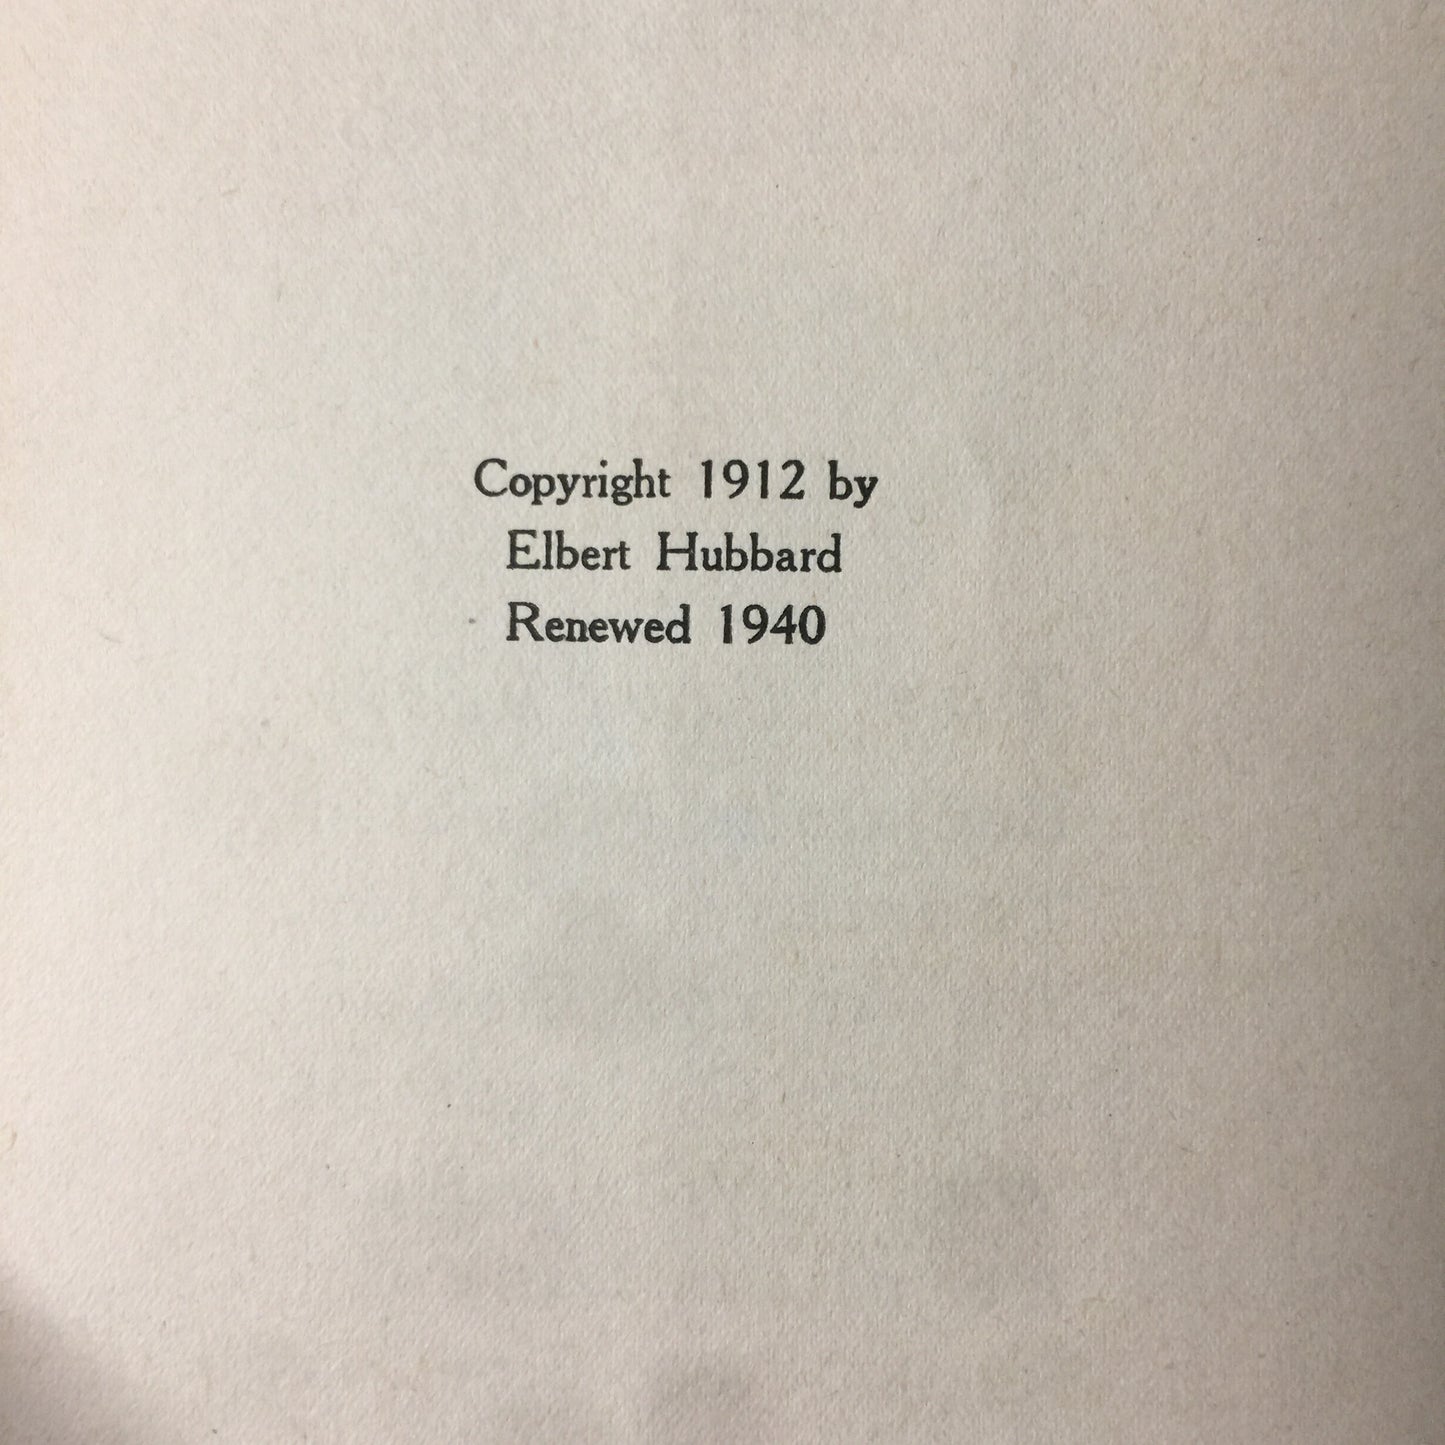 Copyright 1912 by
Elbert Hubbard
Renewed 1940